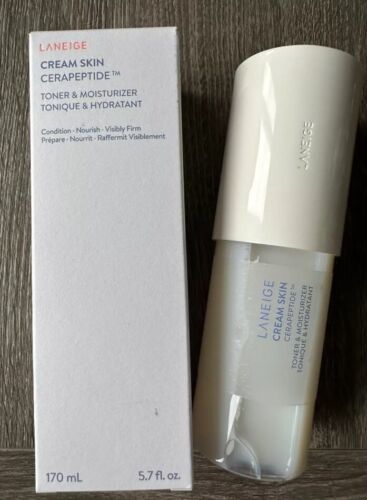 LANEIGE
CREAM SKIN
CERAPEPTIDE™
TONER & MOISTURIZER
TONIQUE & HYDRATANT
Condition - Nourish - Visibly Firm
Prépare - Nourrit - Raffermit Visiblement
170 mL 5.7 fl. oz.
LANEIGE
LANEIGE
CREAM SKIN
CERAPEPTIDE™
TONER & MOISTURIZER
TONIQUE & HYDRATANT